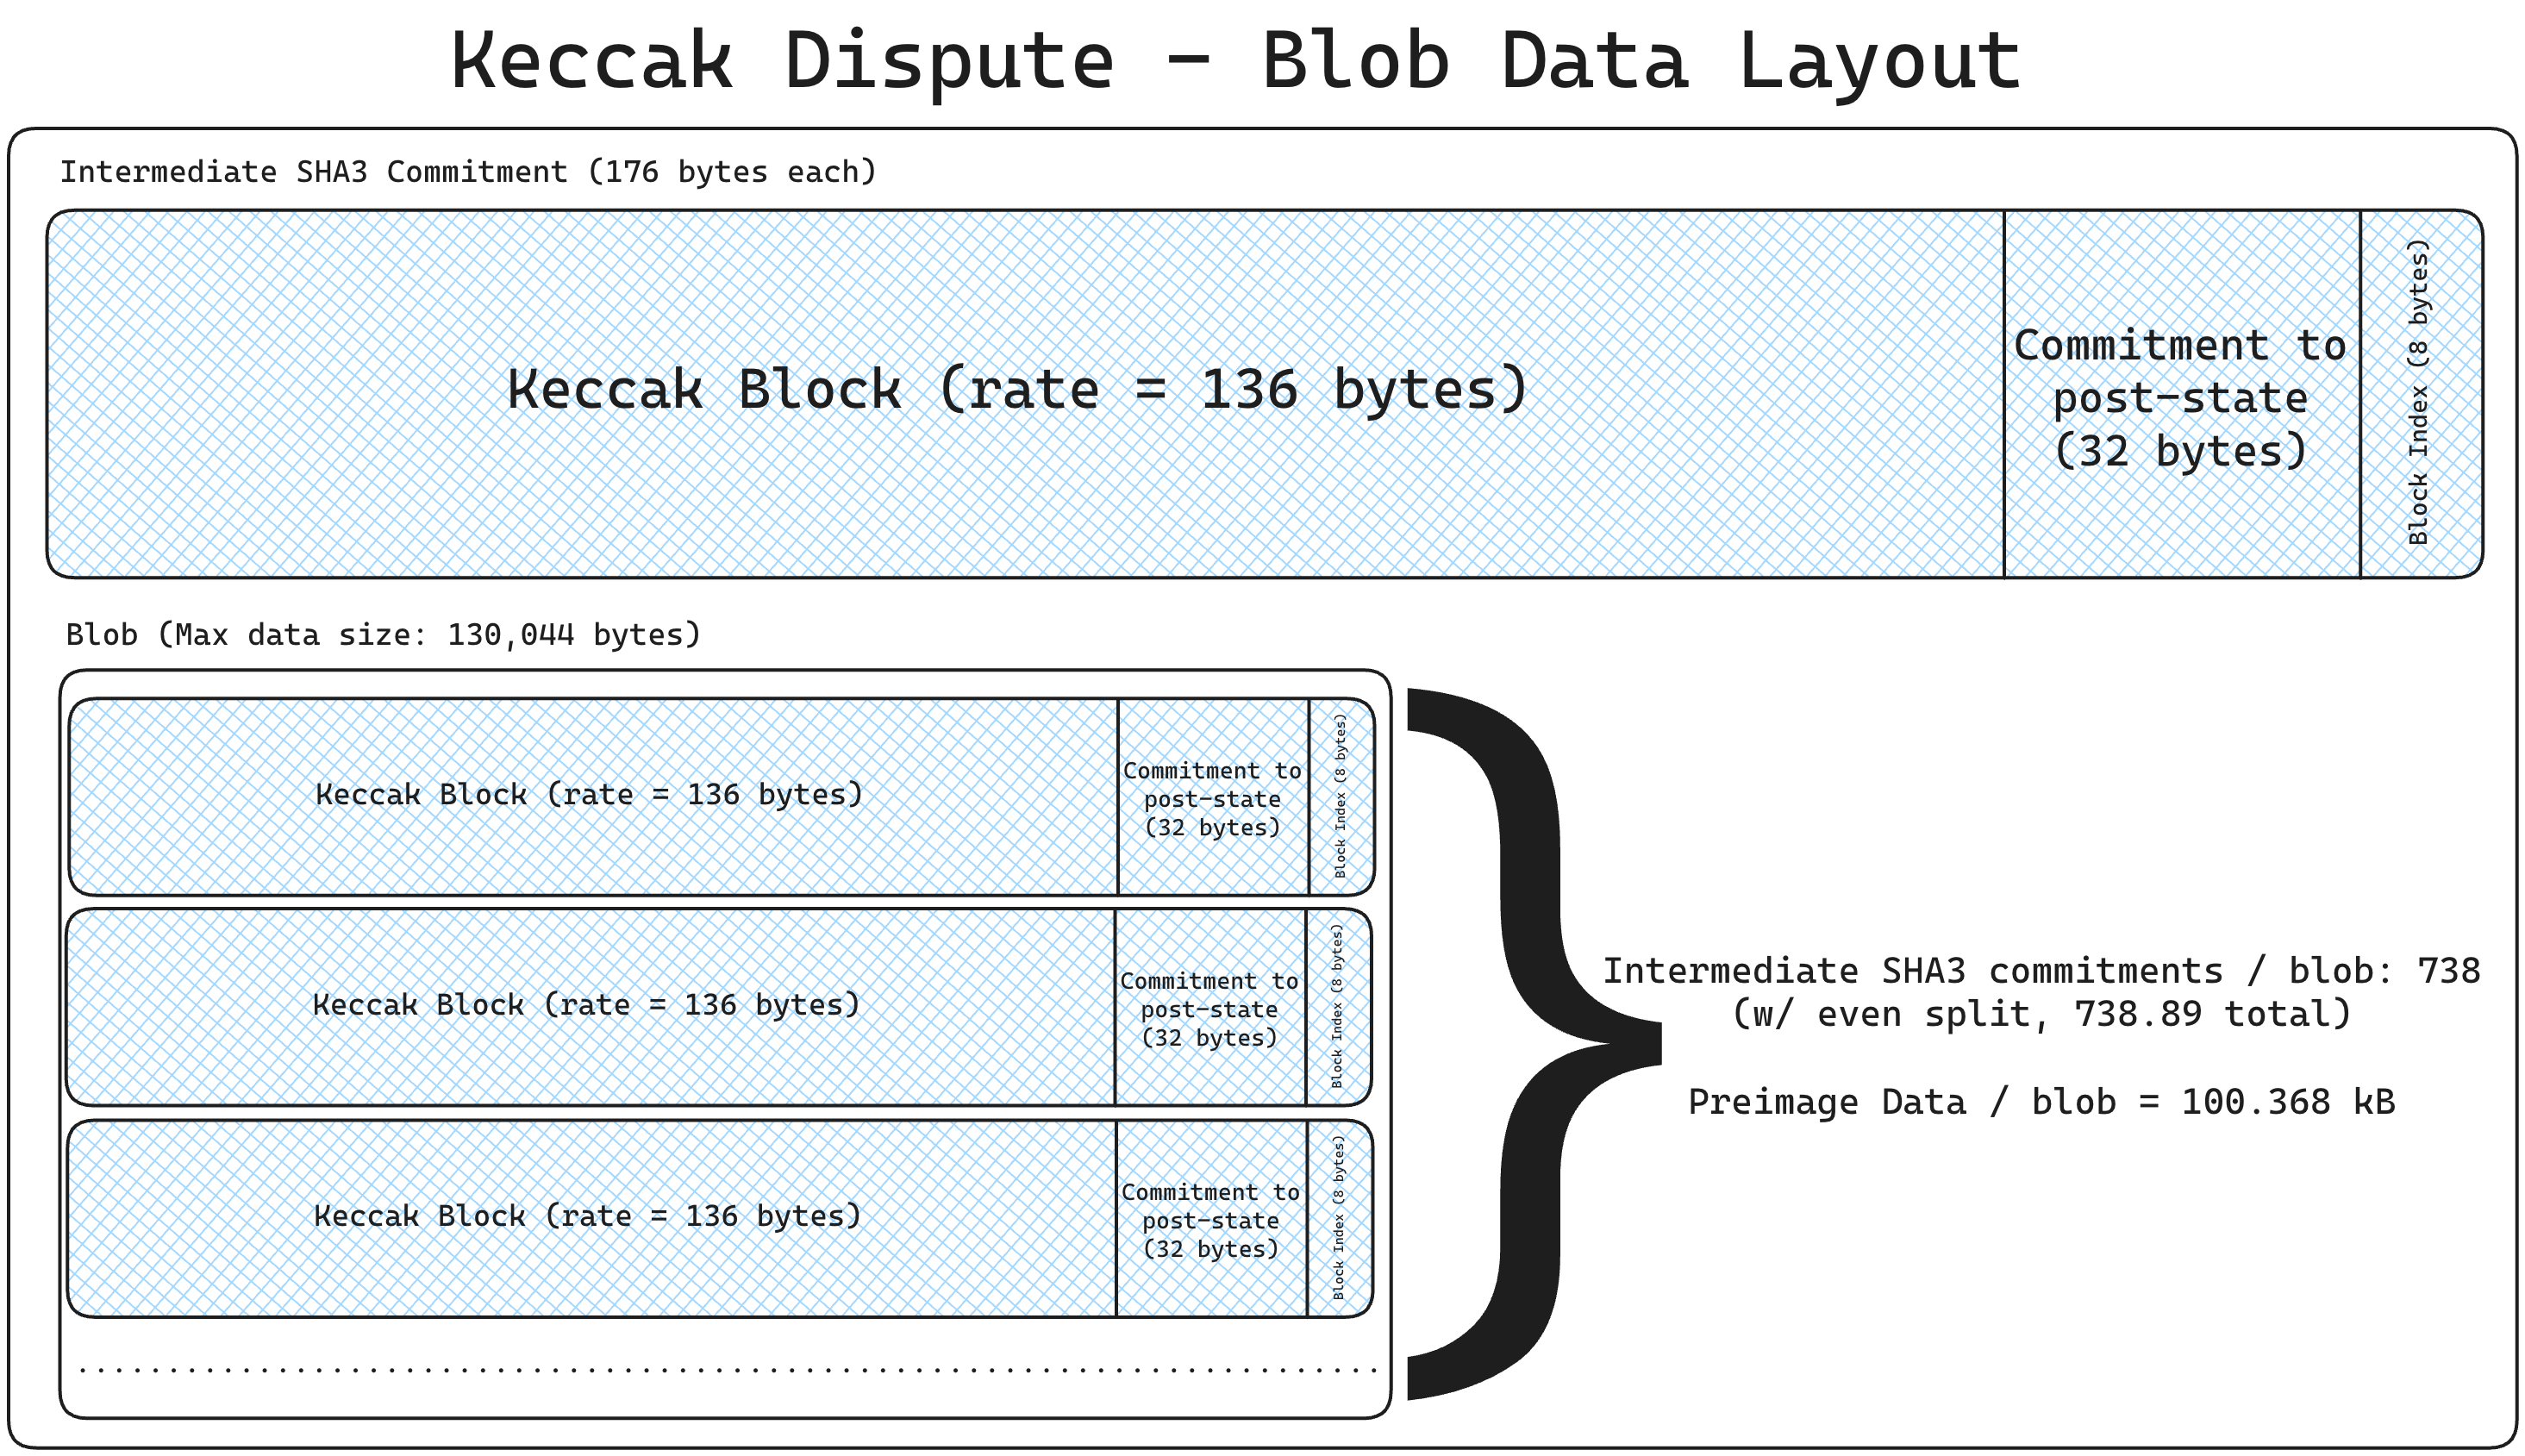 Keccak Dispute - Blob Data Layout
Intermediate SHA3 Commitment (176 bytes each)
Keccak Block (rate = 136 bytes)
Commitment to
post-state
(32 bytes)
Block Index (8 bytes)
Blob (Max data size: 130,044 bytes)
Keccak Block (rate = 136 bytes)
Commitment to
post-state
(32 bytes)
Block Index (8 bytes)
Keccak Block (rate = 136 bytes)
Commitment to
post-state
(32 bytes)
Block Index (8 bytes)
Keccak Block (rate = 136 bytes)
Commitment to
post-state
(32 bytes)
Block Index (8 bytes)
Intermediate SHA3 commitments / blob: 738
(w/ even split, 738.89 total)
Preimage Data / blob = 100.368 kB